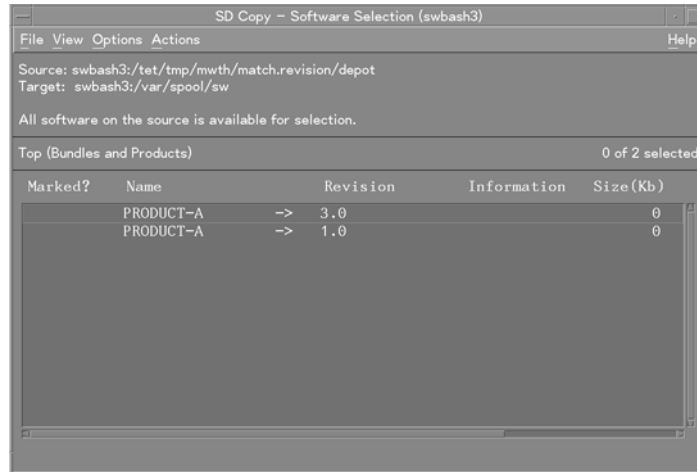 SD Copy - Software Selection (swbash3)
File View Options Actions Help
Source: swbash3:/tet/tmp/mwth/match.revision/depot
Target: swbash3:/var/spool/sw
All software on the source is available for selection.
Top (Bundles and Products) 0 of 2 selected
Marked? Name Revision Information Size(Kb)
PRODUCT-A -> 3.0 0
PRODUCT-A -> 1.0 0